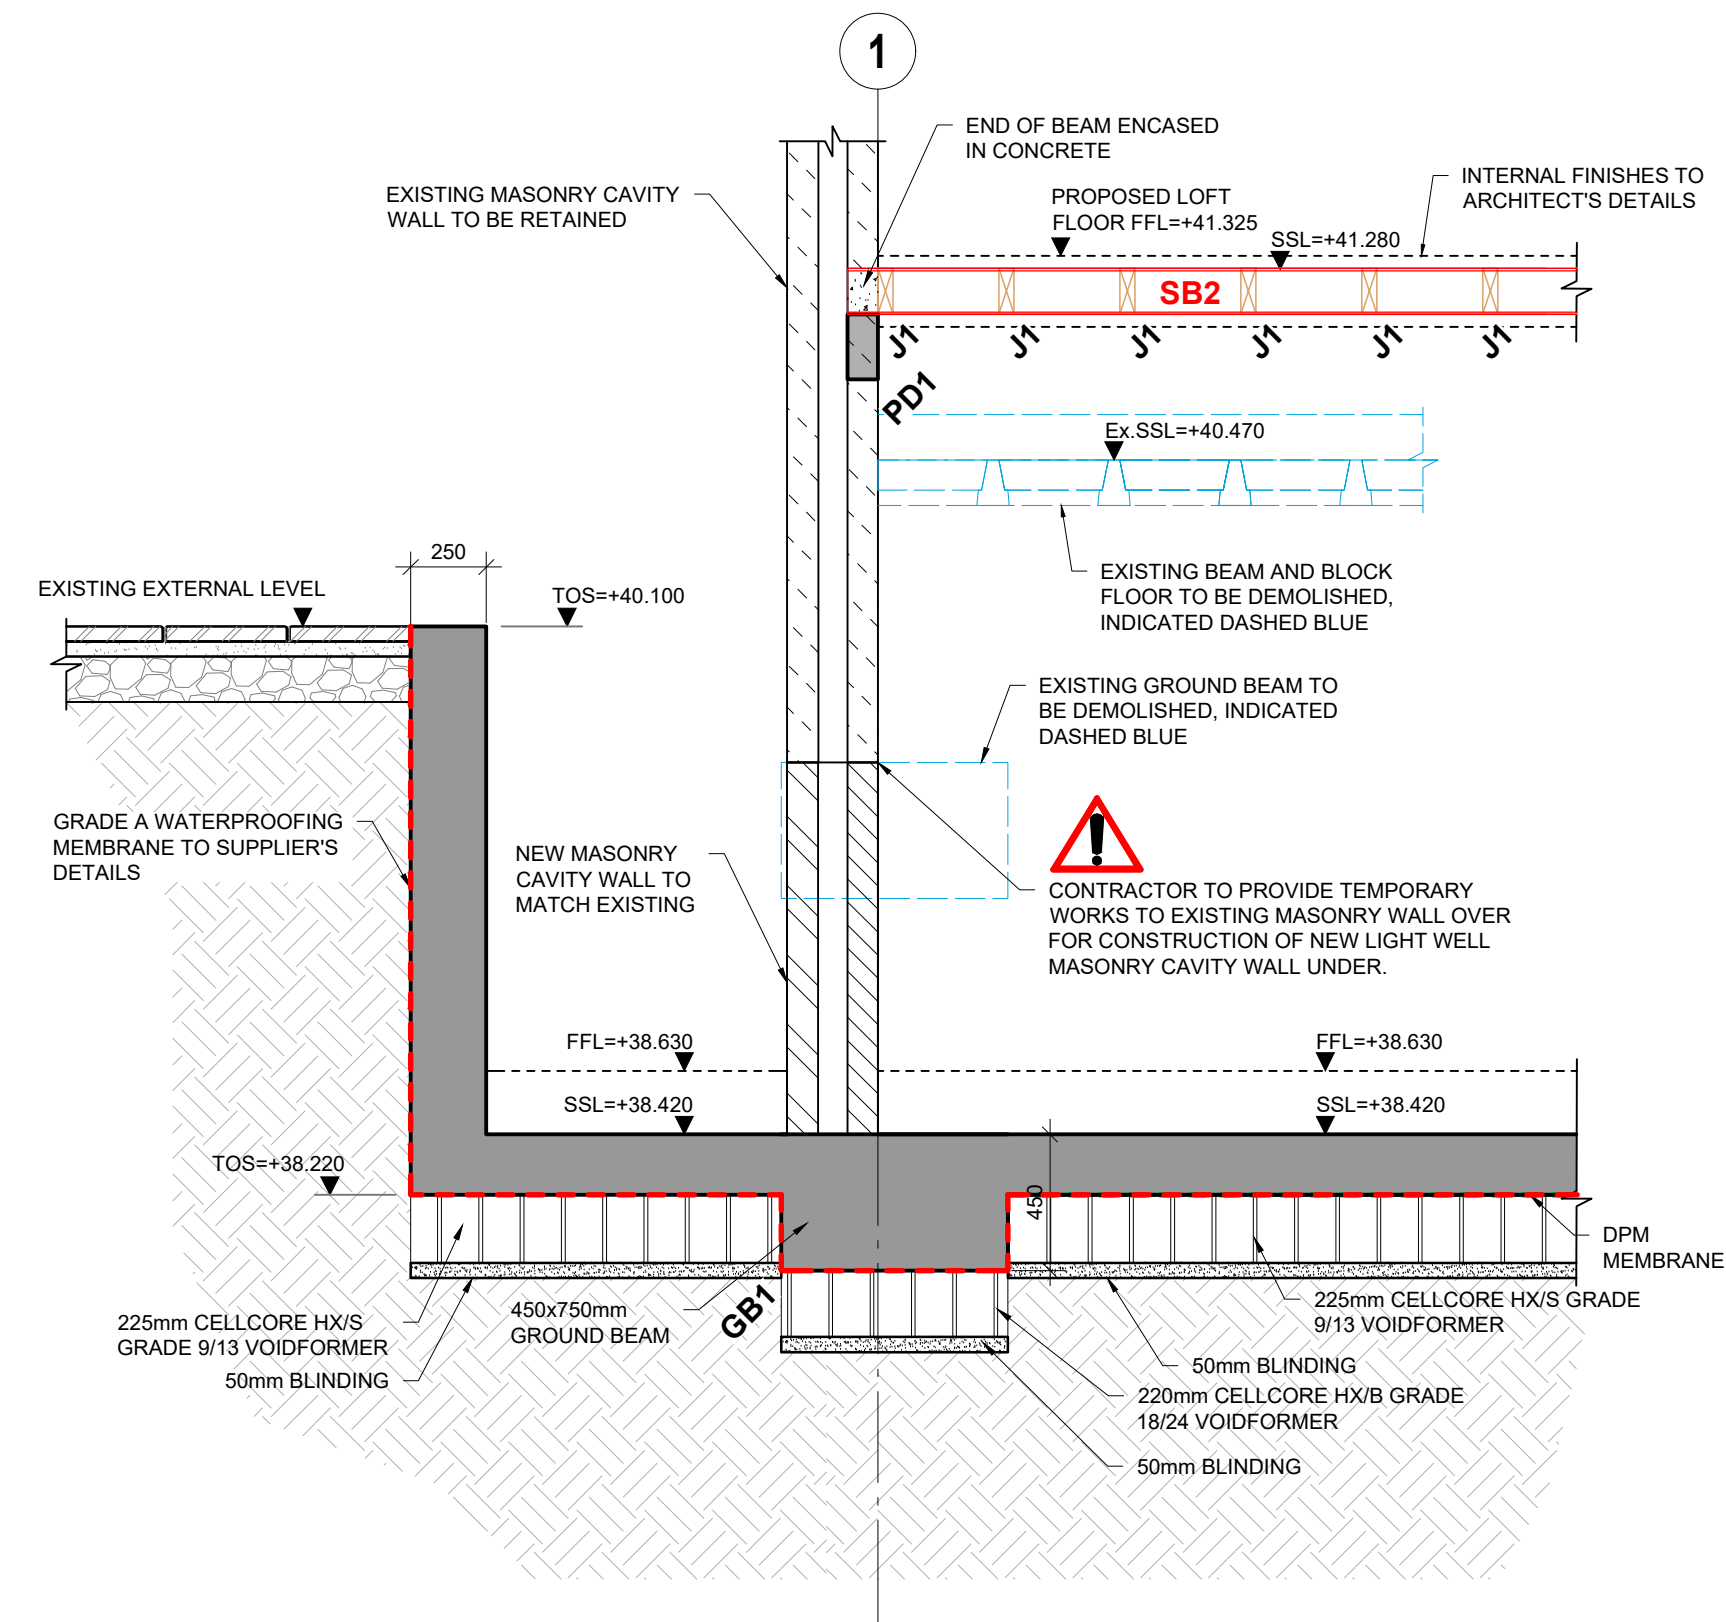 1
END OF BEAM ENCASED
IN CONCRETE
EXISTING MASONRY CAVITY
WALL TO BE RETAINED
PROPOSED LOFT
FLOOR FFL=+41.325
INTERNAL FINISHES TO
ARCHITECT'S DETAILS
SSL=+41.280
SB2
J1
J1
J1
J1
J1
J1
PD1
Ex.SSL=+40.470
EXISTING BEAM AND BLOCK
FLOOR TO BE DEMOLISHED,
INDICATED DASHED BLUE
250
EXISTING EXTERNAL LEVEL
TOS=+40.100
EXISTING GROUND BEAM TO
BE DEMOLISHED, INDICATED
DASHED BLUE
GRADE A WATERPROOFING
MEMBRANE TO SUPPLIER'S
DETAILS
NEW MASONRY
CAVITY WALL TO
MATCH EXISTING
!
CONTRACTOR TO PROVIDE TEMPORARY
WORKS TO EXISTING MASONRY WALL OVER
FOR CONSTRUCTION OF NEW LIGHT WELL
MASONRY CAVITY WALL UNDER.
FFL=+38.630
FFL=+38.630
SSL=+38.420
SSL=+38.420
TOS=+38.220
450
DPM
MEMBRANE
225mm CELLCORE HX/S
GRADE 9/13 VOIDFORMER
50mm BLINDING
450x750mm
GROUND BEAM
GB1
225mm CELLCORE HX/S GRADE
9/13 VOIDFORMER
50mm BLINDING
220mm CELLCORE HX/B GRADE
18/24 VOIDFORMER
50mm BLINDING